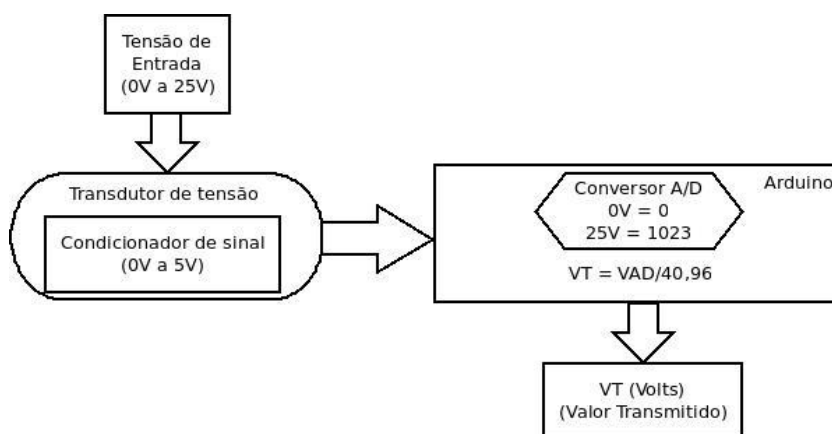 Tensão de
Entrada
(0V a 25V)
Transdutor de tensão
Condicionador de sinal
(0V a 5V)
Arduino
Conversor A/D
0V = 0
25V = 1023
VT = VAD/40,96
VT (Volts)
(Valor Transmitido)